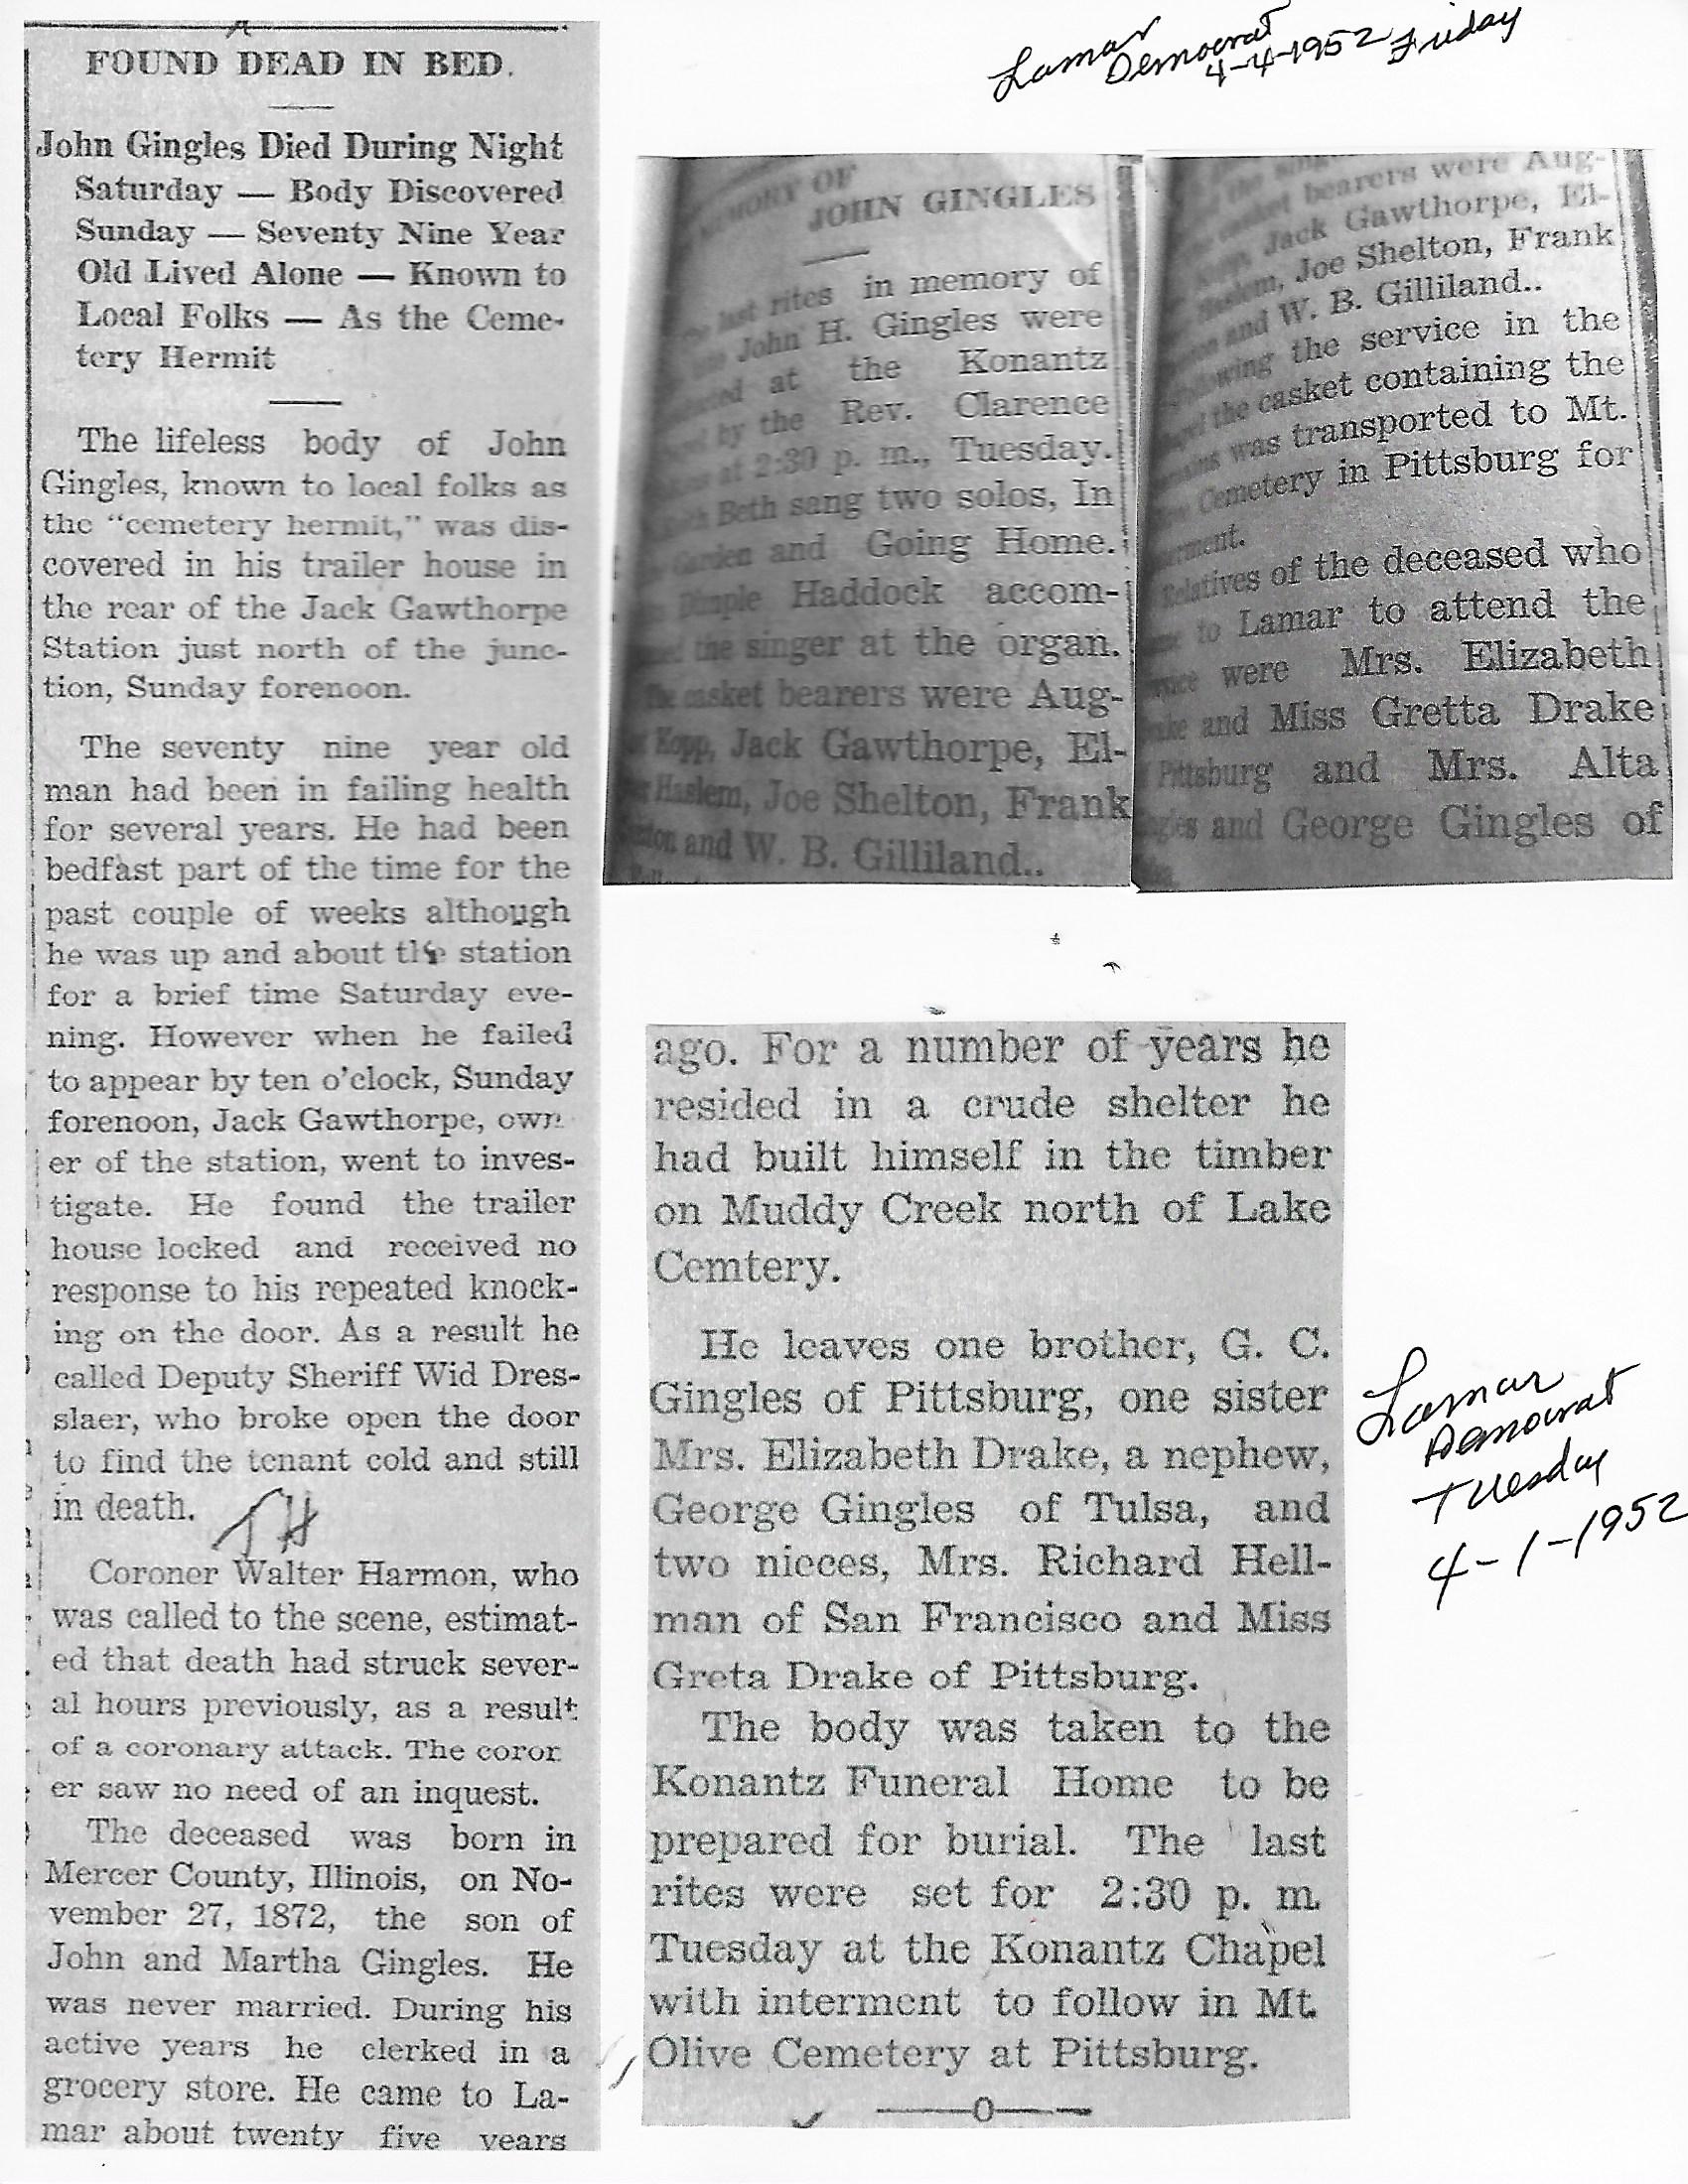 FOUND DEAD IN BED.
John Gingles Died During Night
Saturday — Body Discovered
Sunday — Seventy Nine Year
Old Lived Alone — Known to
Local Folks — As the Ceme-
tery Hermit
The lifeless body of John
Gingles, known to local folks as
the "cemetery hermit," was dis-
covered in his trailer house in
the rear of the Jack Gawthorpe
Station just north of the junc-
tion, Sunday forenoon.
The seventy nine year old
man had been in failing health
for several years. He had been
bedfast part of the time for the
past couple of weeks although
he was up and about the station
for a brief time Saturday eve-
ning. However when he failed
to appear by ten o'clock, Sunday
forenoon, Jack Gawthorpe, own
er of the station, went to inves-
tigate. He found the trailer
house locked and received no
response to his repeated knock-
ing on the door. As a result he
called Deputy Sheriff Wid Dres-
slaer, who broke open the door
to find the tenant cold and still
in death.
Coroner Walter Harmon, who
was called to the scene, estimat-
ed that death had struck sever-
al hours previously, as a result
of a coronary attack. The coron
er saw no need of an inquest.
The deceased was born in
Mercer County, Illinois, on No-
vember 27, 1872, the son of
John and Martha Gingles. He
was never married. During his
active years he clerked in a
grocery store. He came to La-
mar about twenty five years
ago. For a number of years he
resided in a crude shelter he
had built himself in the timber
on Muddy Creek north of Lake
Cemtery.
He leaves one brother, G. C.
Gingles of Pittsburg, one sister
Mrs. Elizabeth Drake, a nephew,
George Gingles of Tulsa, and
two nieces, Mrs. Richard Hell-
man of San Francisco and Miss
Greta Drake of Pittsburg.
The body was taken to the
Konantz Funeral Home to be
prepared for burial. The last
rites were set for 2:30 p. m.
Tuesday at the Konantz Chapel
with interment to follow in Mt.
Olive Cemetery at Pittsburg.
Lamar
Democrat
Tuesday
4-1-1952
Lamar
Democrat
4-4-1952 Friday
MEMORY OF
JOHN GINGLES
last rites in memory of
John H. Gingles were
at the Konantz
by the Rev. Clarence
at 2:30 p. m., Tuesday.
Beth sang two solos, In
and Going Home.
Dimple Haddock accom-
the singer at the organ.
The casket bearers were Aug-
Kopp, Jack Gawthorpe, El-
Haslem, Joe Shelton, Frank
and W. B. Gilliland..
the
casket bearers were Aug-
Jack Gawthorpe, El-
Haslem, Joe Shelton, Frank
and W. B. Gilliland..
the service in the
the casket containing the
was transported to Mt.
Cemetery in Pittsburg for
Relatives of the deceased who
to Lamar to attend the
were Mrs. Elizabeth
and Miss Gretta Drake
Pittsburg and Mrs. Alta
and George Gingles of